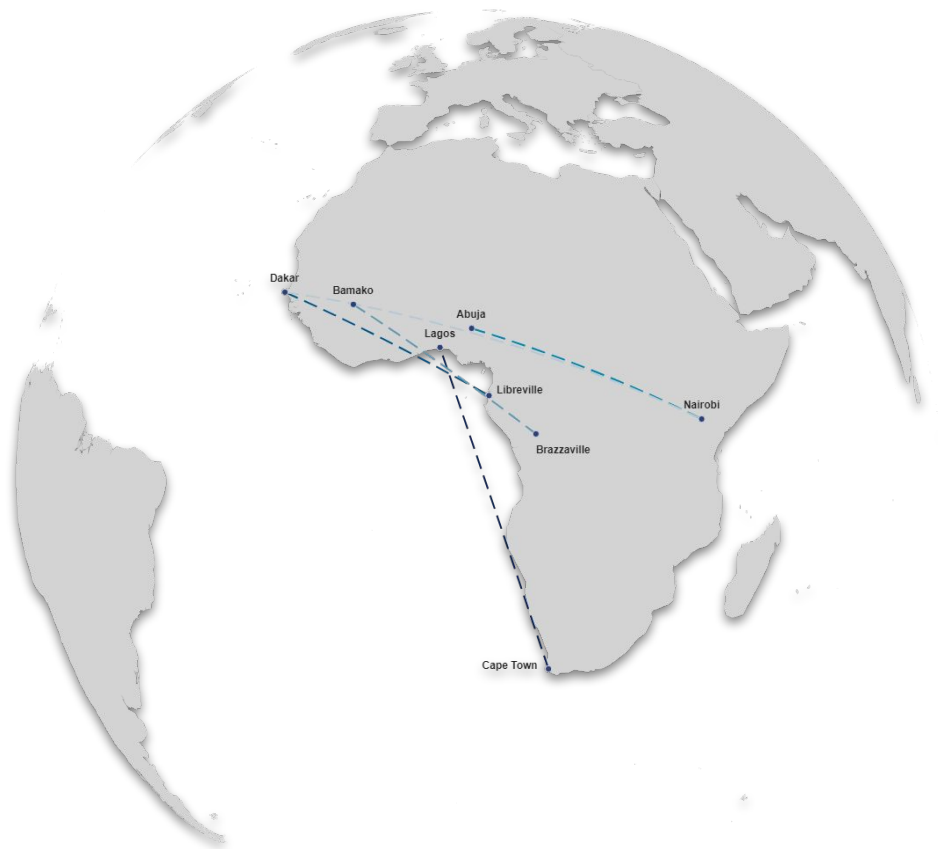 Dakar
Bamako
Abuja
Lagos
Libreville
Nairobi
Brazzaville
Cape Town